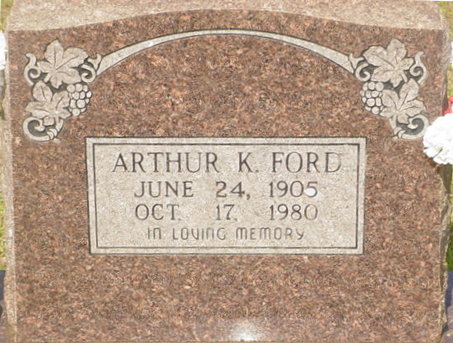 ARTHUR K. FORD
JUNE 24, 1905
OCT. 17, 1980
IN LOVING MEMORY